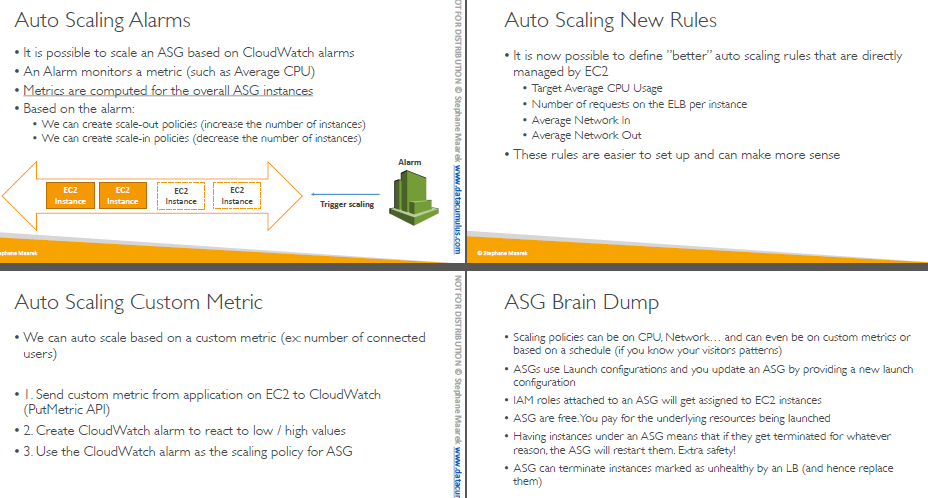 Auto Scaling Alarms
• It is possible to scale an ASG based on CloudWatch alarms
• An Alarm monitors a metric (such as Average CPU)
• Metrics are computed for the overall ASG instances
• Based on the alarm:
• We can create scale-out policies (increase the number of instances)
• We can create scale-in policies (decrease the number of instances)
Alarm
EC2
Instance
EC2
Instance
EC2
Instance
EC2
Instance
Trigger scaling
NOT FOR DISTRIBUTION © Stephane Maarek www.datacumulus.com
Stephane Maarek
Auto Scaling New Rules
• It is now possible to define "better" auto scaling rules that are directly
managed by EC2
• Target Average CPU Usage
• Number of requests on the ELB per instance
• Average Network In
• Average Network Out
• These rules are easier to set up and can make more sense
© Stephane Maarek
Auto Scaling Custom Metric
• We can auto scale based on a custom metric (ex: number of connected
users)
• 1. Send custom metric from application on EC2 to CloudWatch
(PutMetric API)
• 2. Create CloudWatch alarm to react to low / high values
• 3. Use the CloudWatch alarm as the scaling policy for ASG
NOT FOR DISTRIBUTION © Stephane Maarek www.datacur
ASG Brain Dump
• Scaling policies can be on CPU, Network... and can even be on custom metrics or
based on a schedule (if you know your visitors patterns)
• ASGs use Launch configurations and you update an ASG by providing a new launch
configuration
• IAM roles attached to an ASG will get assigned to EC2 instances
• ASG are free. You pay for the underlying resources being launched
• Having instances under an ASG means that if they get terminated for whatever
reason, the ASG will restart them. Extra safety!
• ASG can terminate instances marked as unhealthy by an LB (and hence replace
them)